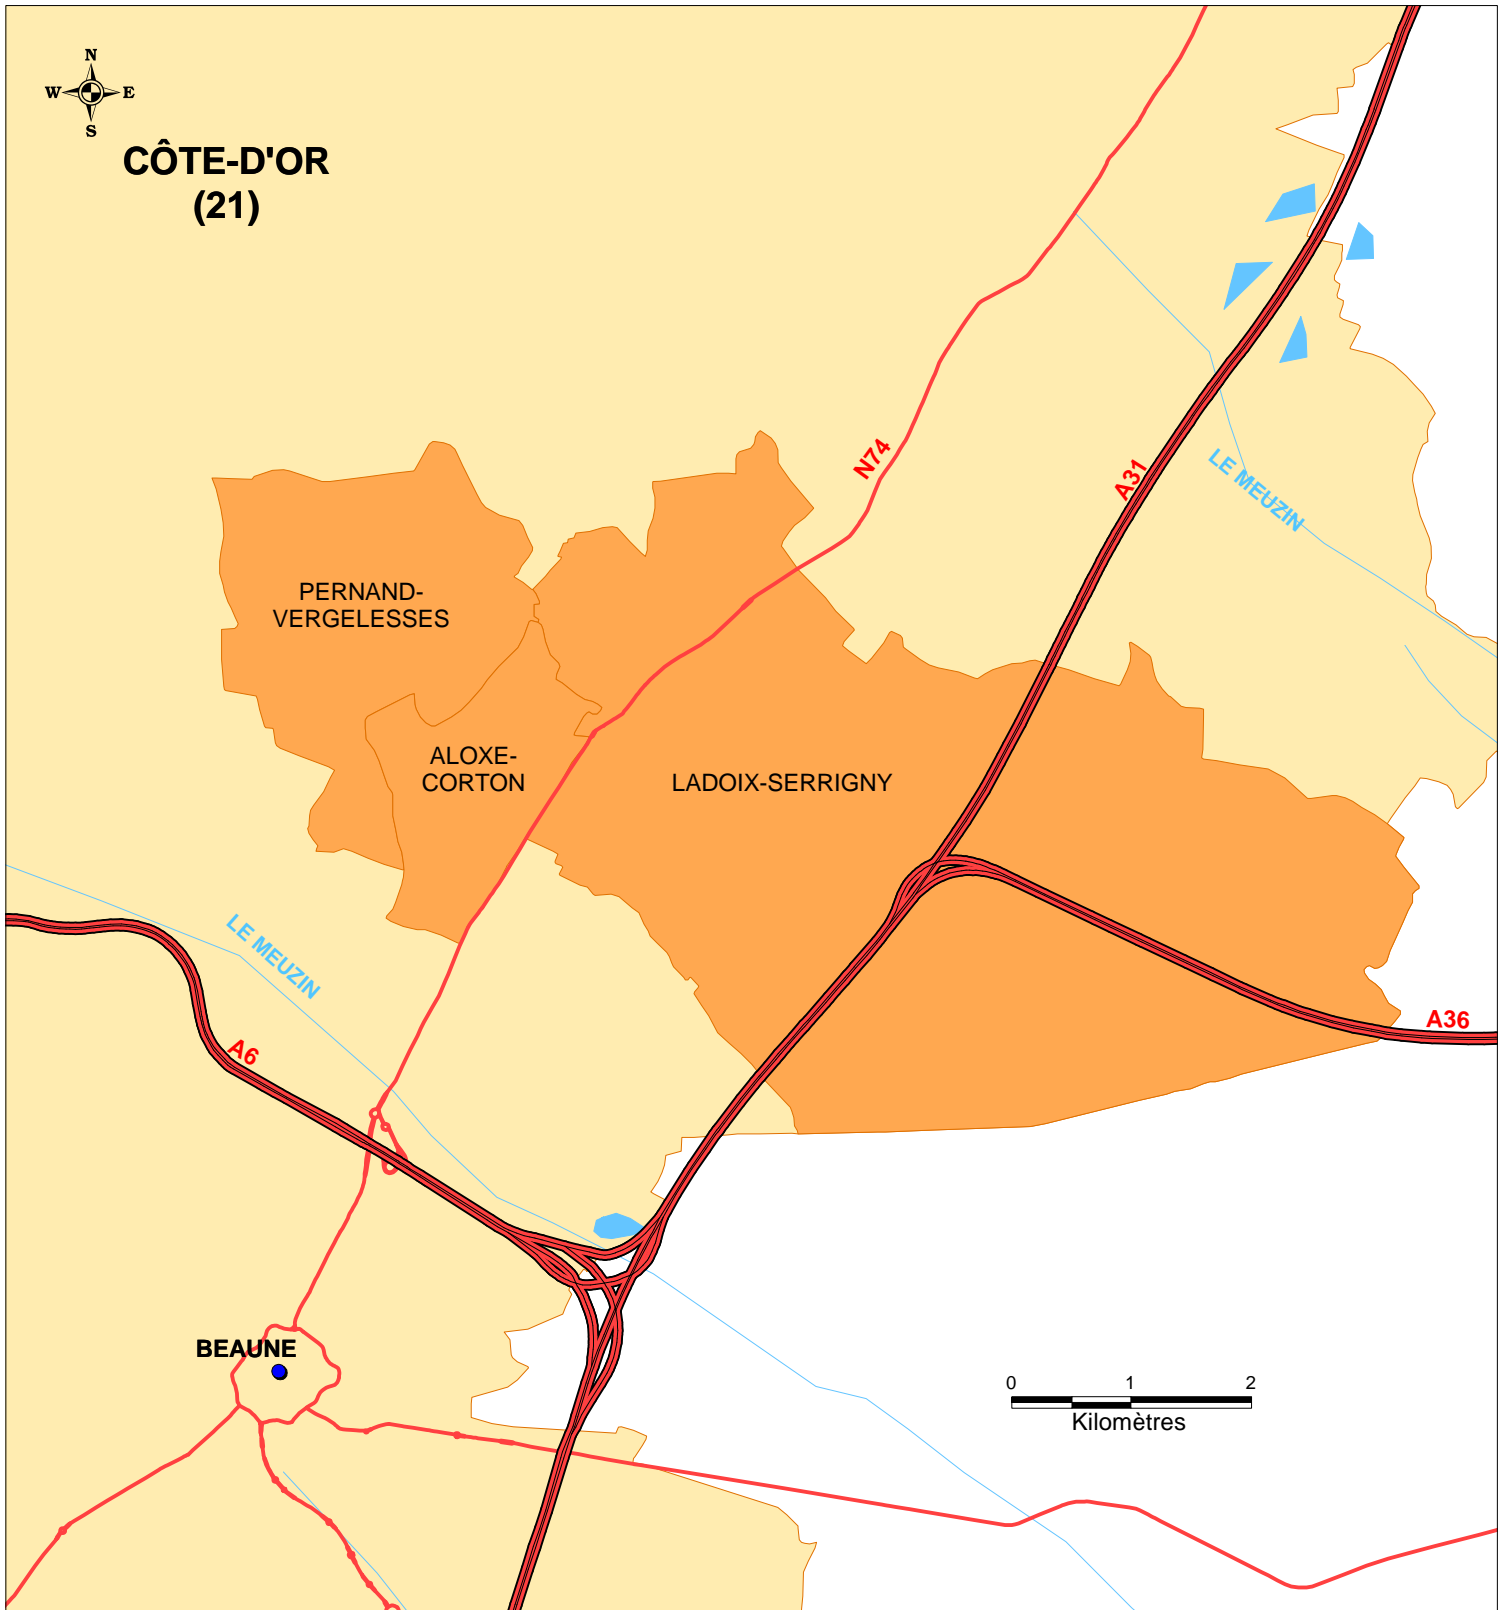 N
W E
S
CÔTE-D'OR
(21)
N74
A31
LE MEUZIN
PERNAND-
VERGELESSES
ALOXE-
CORTON
LADOIX-SERRIGNY
LE MEUZIN
A6
A36
BEAUNE
0 1 2
Kilomètres